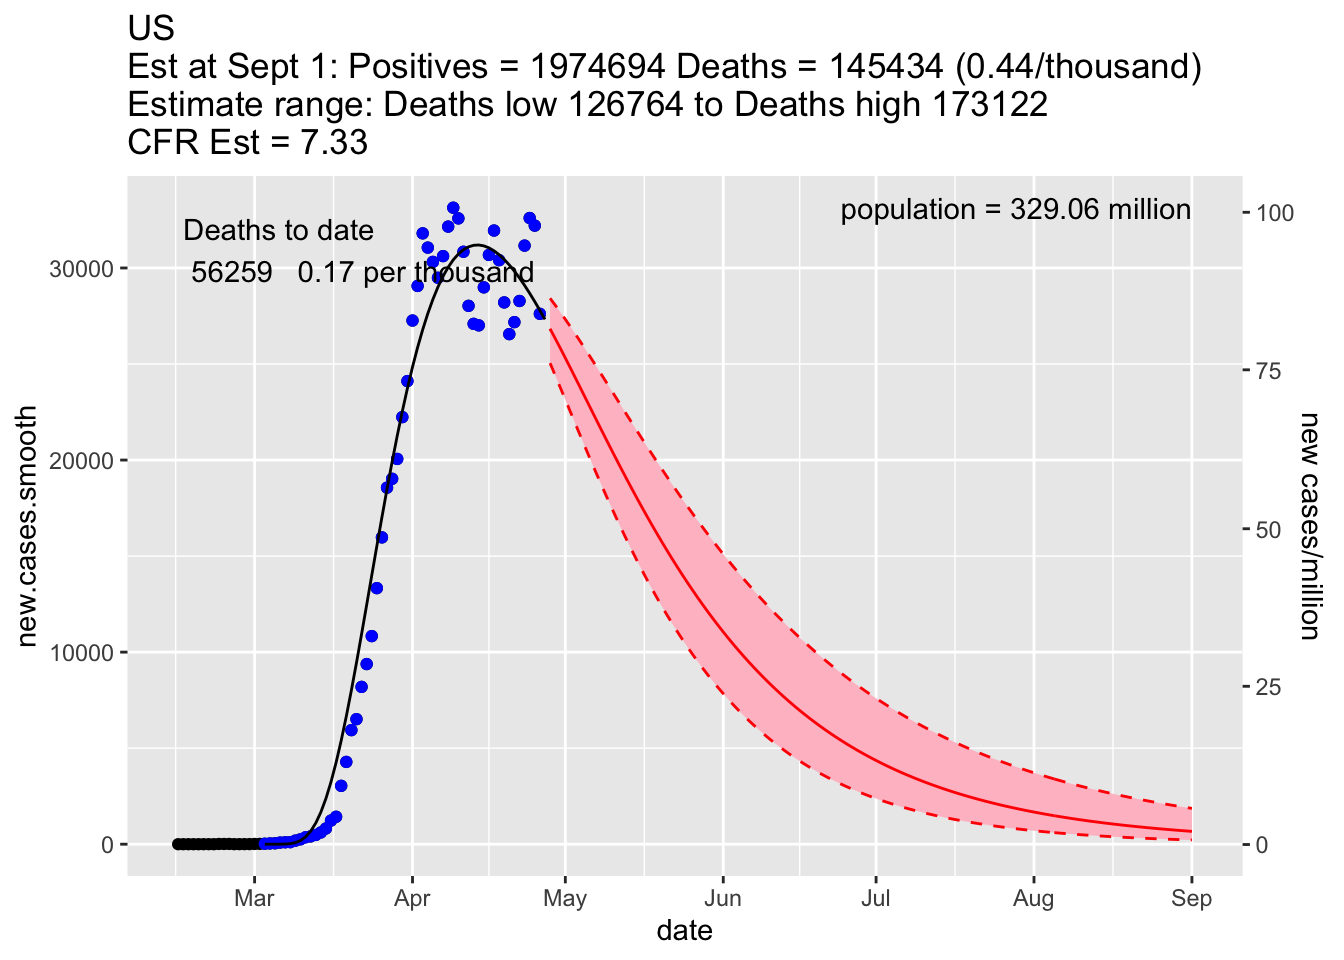 US
Est at Sept 1: Positives = 1974694 Deaths = 145434 (0.44/thousand)
Estimate range: Deaths low 126764 to Deaths high 173122
CFR Est = 7.33
Deaths to date
56259 0.17 per thousand
population = 329.06 million
new.cases.smooth
30000
20000
10000
0
100
75
50
25
0
new cases/million
Mar Apr May Jun Jul Aug Sep
date